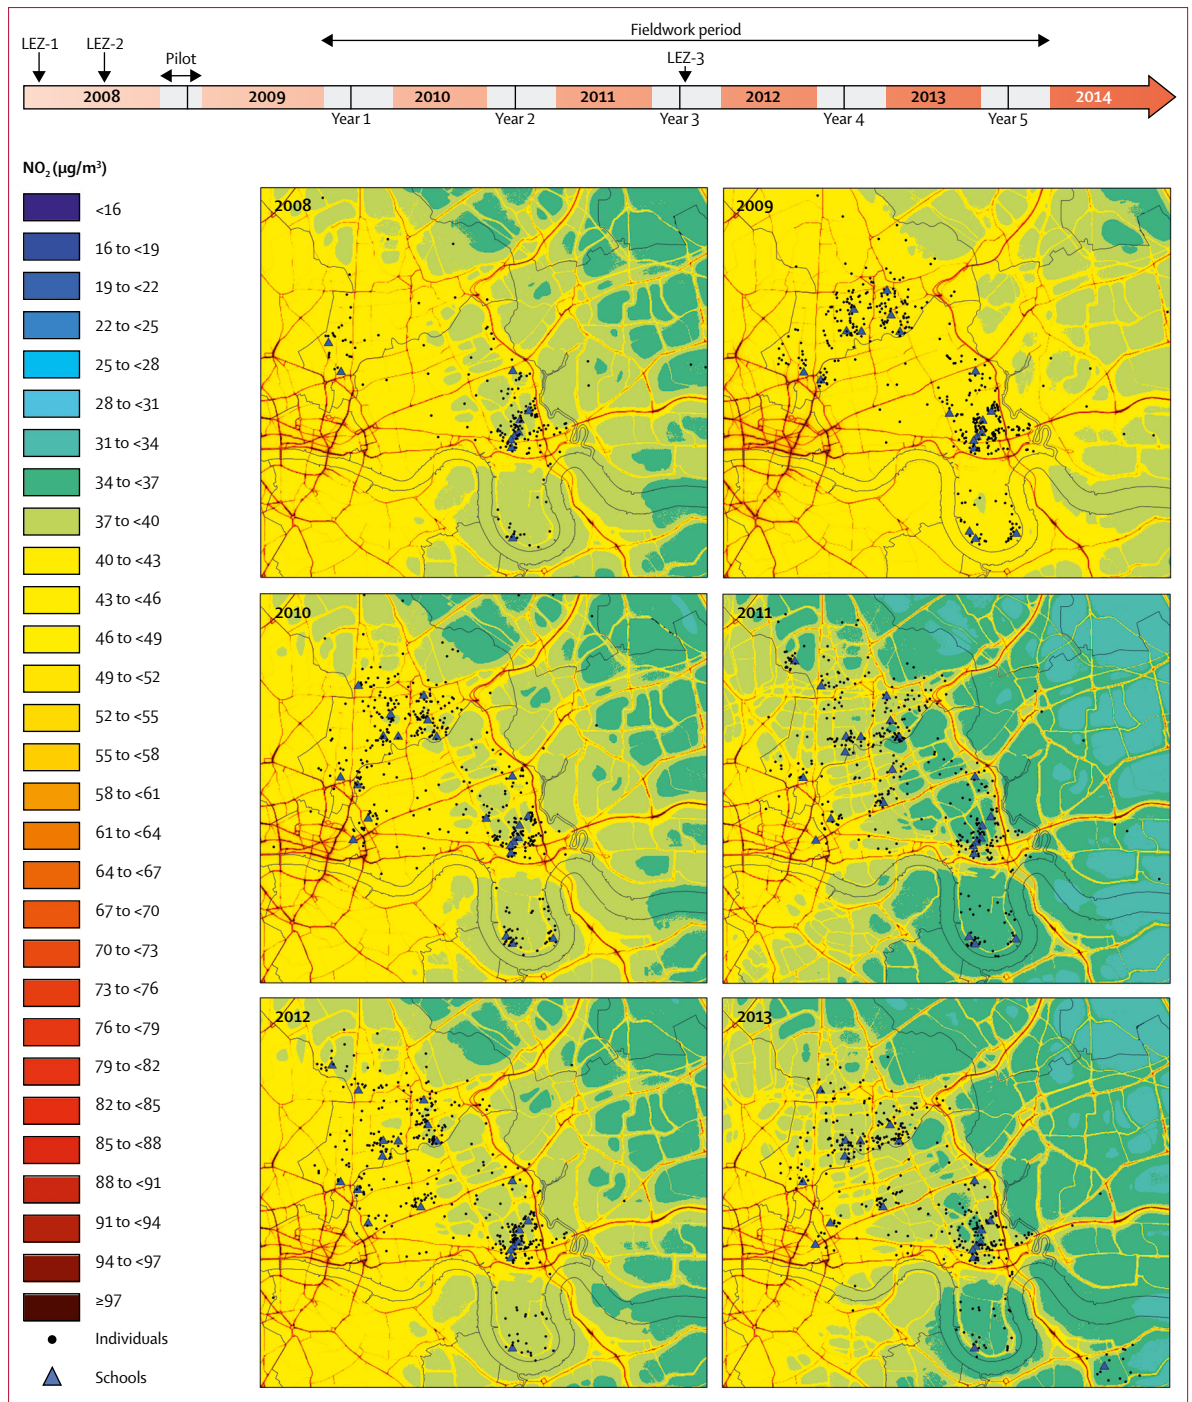 Fieldwork period
LEZ-1
LEZ-2
Pilot
LEZ-3
2008
2009
2010
2011
2012
2013
2014
Year 1
Year 2
Year 3
Year 4
Year 5
NO₂ (µg/m³)
<16
16 to <19
19 to <22
22 to <25
25 to <28
28 to <31
31 to <34
34 to <37
37 to <40
40 to <43
43 to <46
46 to <49
49 to <52
52 to <55
55 to <58
58 to <61
61 to <64
64 to <67
67 to <70
70 to <73
73 to <76
76 to <79
79 to <82
82 to <85
85 to <88
88 to <91
91 to <94
94 to <97
≥97
Individuals
Schools
2008
2009
2010
2011
2012
2013